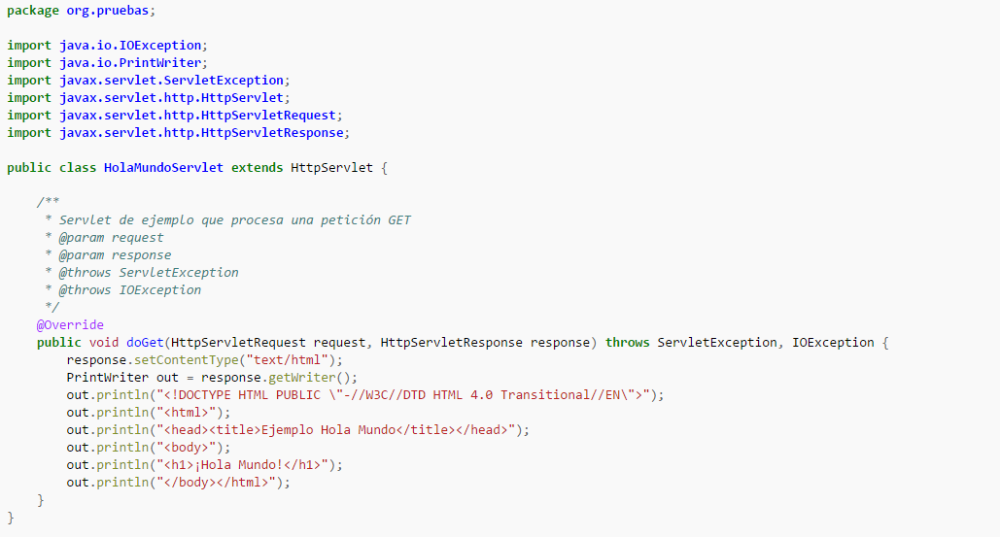 package org.pruebas;

import java.io.IOException;
import java.io.PrintWriter;
import javax.servlet.ServletException;
import javax.servlet.http.HttpServlet;
import javax.servlet.http.HttpServletRequest;
import javax.servlet.http.HttpServletResponse;

public class HolaMundoServlet extends HttpServlet {

    /**
     * Servlet de ejemplo que procesa una petición GET
     * @param request
     * @param response
     * @throws ServletException
     * @throws IOException
     */
    @Override
    public void doGet(HttpServletRequest request, HttpServletResponse response) throws ServletException, IOException {
        response.setContentType("text/html");
        PrintWriter out = response.getWriter();
        out.println("<!DOCTYPE HTML PUBLIC \"-//W3C//DTD HTML 4.0 Transitional//EN\">");
        out.println("<html>");
        out.println("<head><title>Ejemplo Hola Mundo</title></head>");
        out.println("<body>");
        out.println("<h1>¡Hola Mundo!</h1>");
        out.println("</body></html>");
    }
}